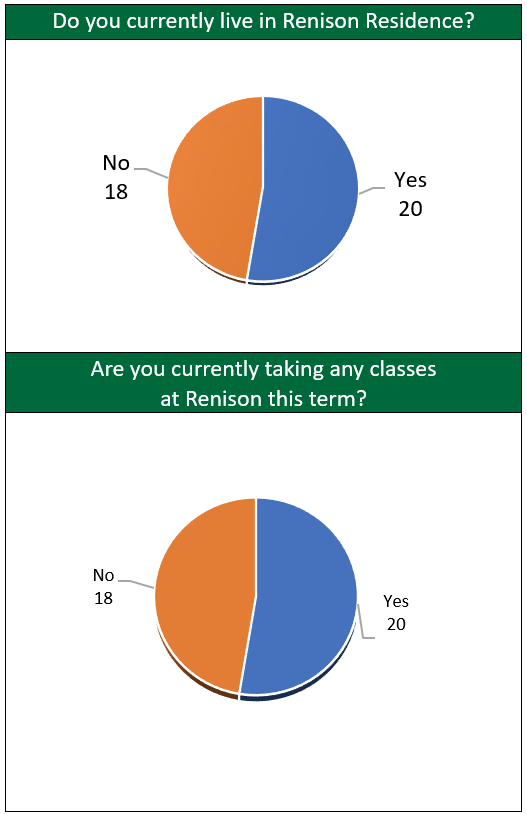 Do you currently live in Renison Residence?
No
18
Yes
20
Are you currently taking any classes
at Renison this term?
No
18
Yes
20